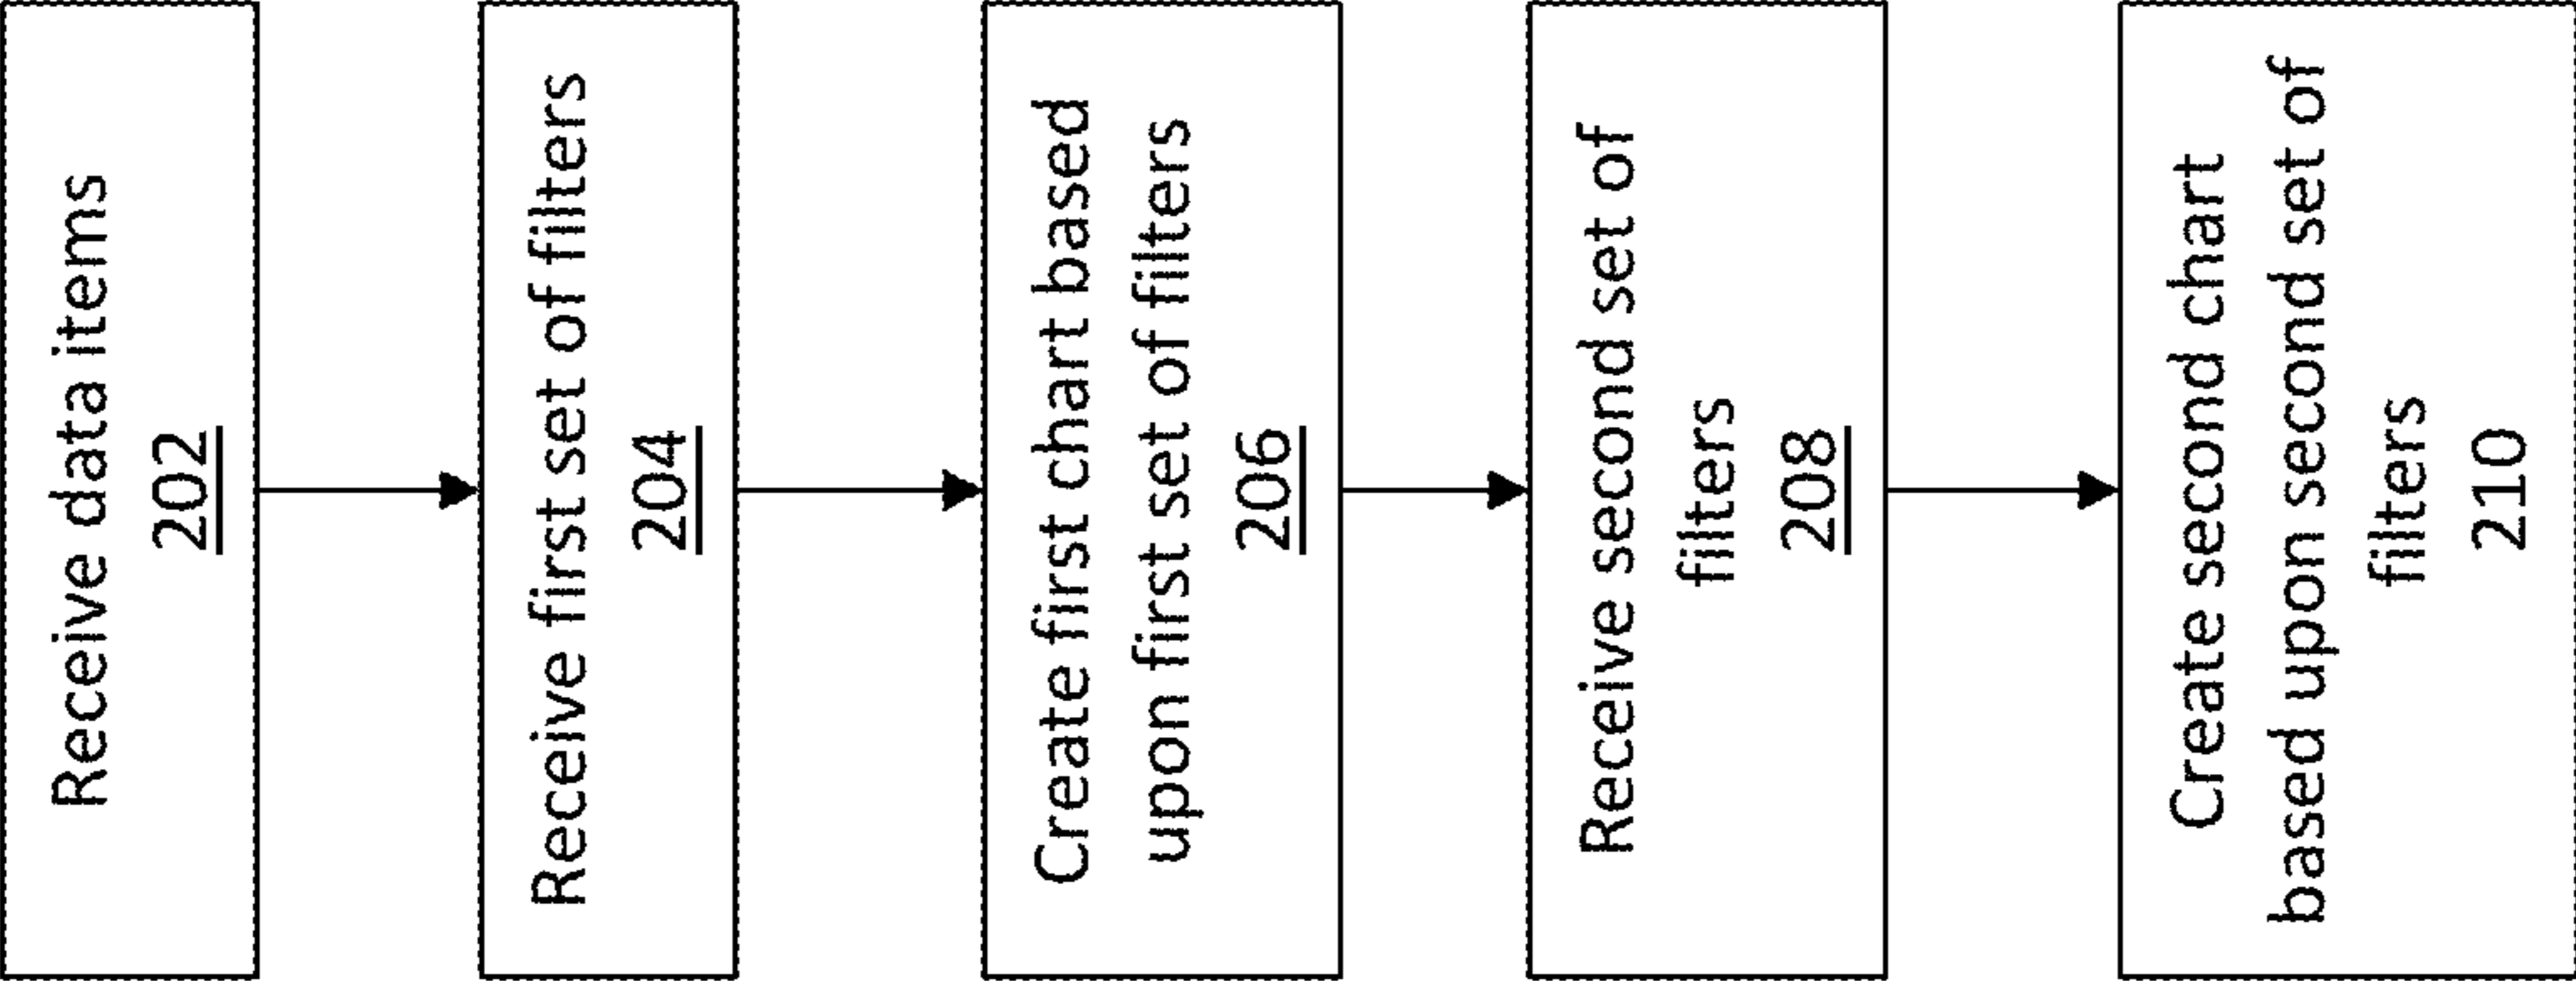 Receive data items
202
Receive first set of filters
204
Create first chart based
upon first set of filters
206
Receive second set of
filters
208
Create second chart
based upon second set of
filters
210